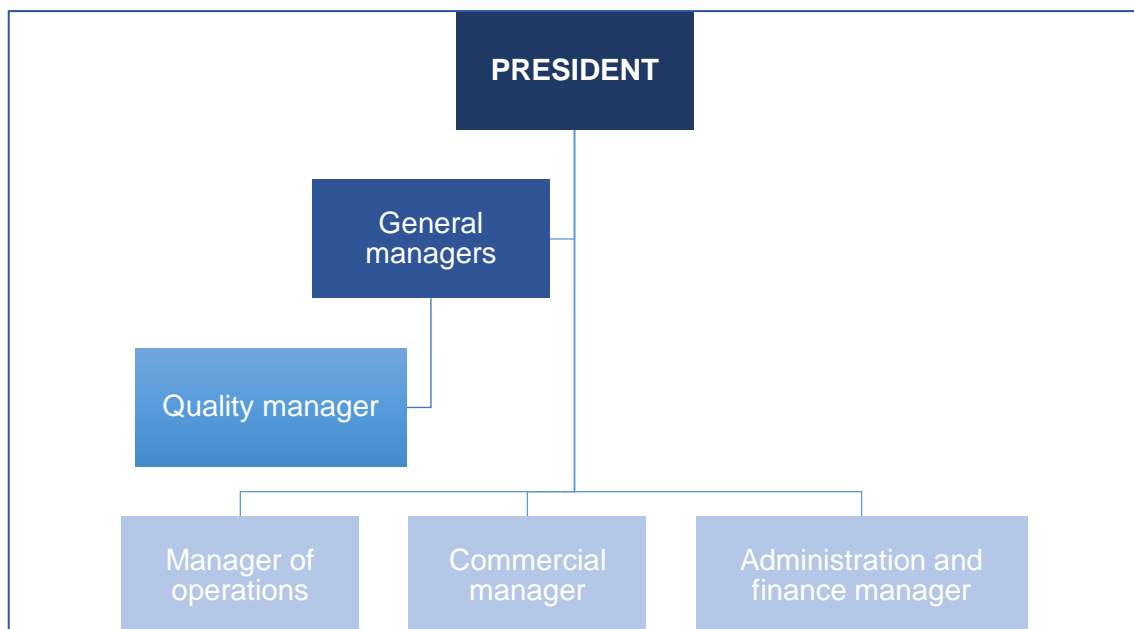 PRESIDENT
General
managers
Quality manager
Manager of
operations
Commercial
manager
Administration and
finance manager